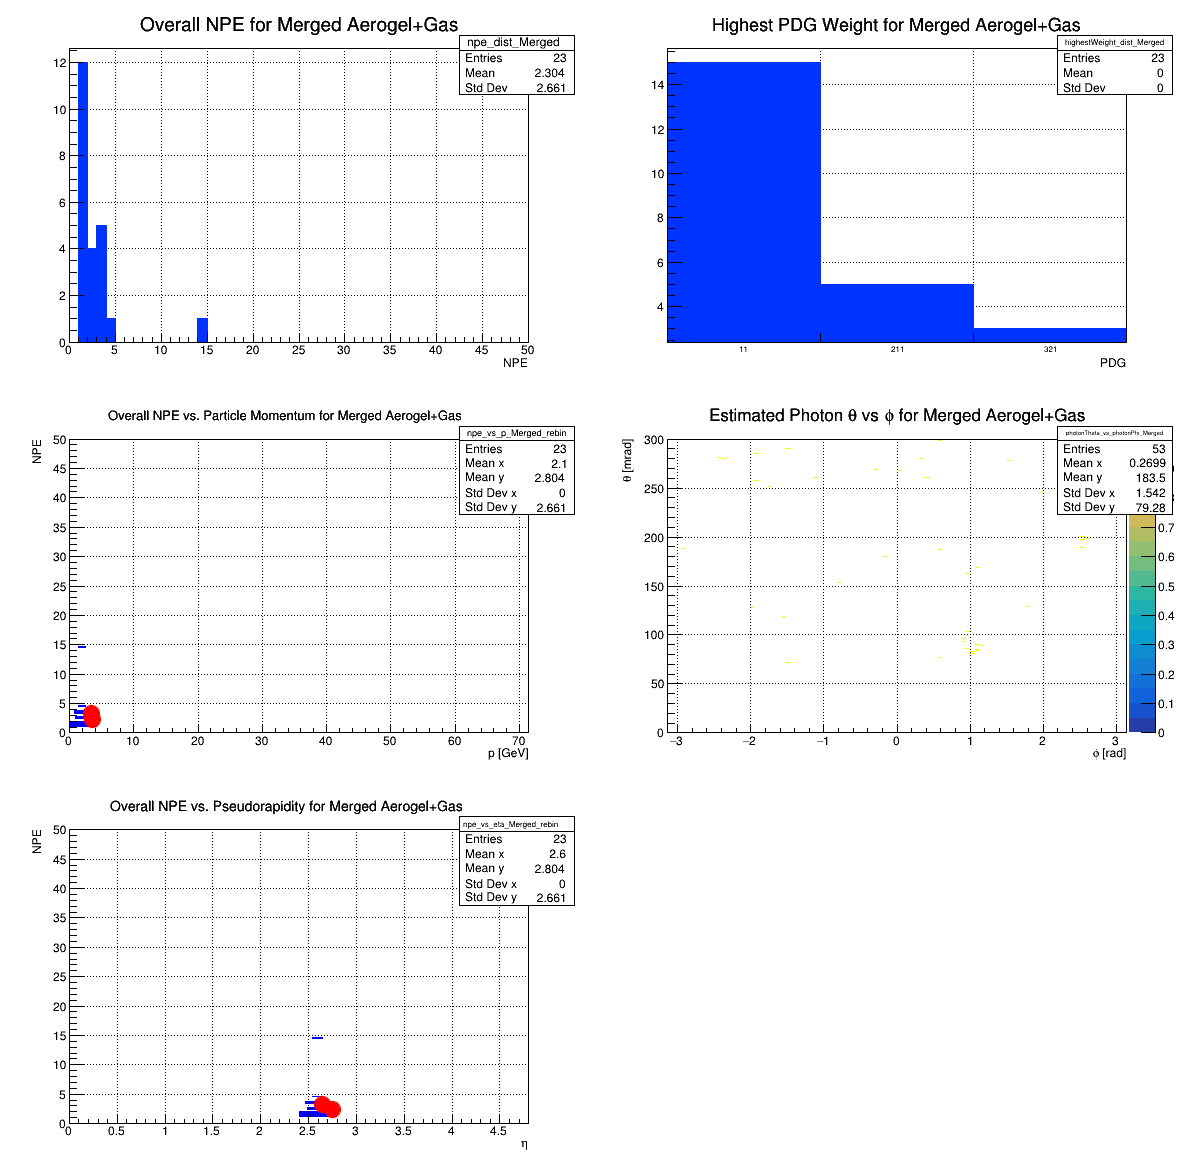 Overall NPE for Merged Aerogel+Gas
npe_dist_Merged
Entries 23
Mean 2.304
Std Dev 2.661
12
10
8
6
4
2
0
0 5 10 15 20 25 30 35 40 45 50
NPE
Highest PDG Weight for Merged Aerogel+Gas
highestWeight_dist_Merged
Entries 23
Mean 0
Std Dev 0
14
12
10
8
6
4
11 211 321
PDG
Overall NPE vs. Particle Momentum for Merged Aerogel+Gas
npe_vs_p_Merged_rebin
Entries 23
Mean x 2.1
Mean y 2.804
Std Dev x 0
Std Dev y 2.661
NPE
50
45
40
35
30
25
20
15
10
5
0
0 10 20 30 40 50 60 70
p [GeV]
Estimated Photon θ vs ϕ for Merged Aerogel+Gas
photonTheta_vs_photonPhi_Merged
Entries 53
Mean x 0.2699
Mean y 183.5
Std Dev x 1.542
Std Dev y 79.28
θ [mrad]
300
250
200
150
100
50
0
−3 −2 −1 0 1 2 3
ϕ [rad]
0.7
0.6
0.5
0.4
0.3
0.2
0.1
0
Overall NPE vs. Pseudorapidity for Merged Aerogel+Gas
npe_vs_eta_Merged_rebin
Entries 23
Mean x 2.6
Mean y 2.804
Std Dev x 0
Std Dev y 2.661
NPE
50
45
40
35
30
25
20
15
10
5
0
0 0.5 1 1.5 2 2.5 3 3.5 4 4.5
η